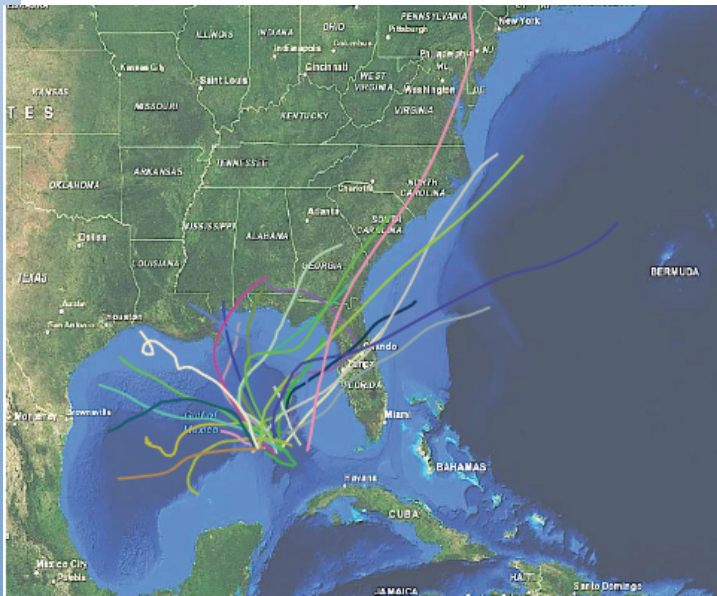 PENNSYLVANIA
New York
ILLINOIS
INDIANA
OHIO
Pittsburgh
Indianapolis
Columbus
Philadelphia
NJ
Kansas City
Cincinnati
Saint Louis
WEST
VIRGINIA
Washington
DE
KANSAS
MISSOURI
KENTUCKY
VIRGINIA
TES
TENNESSEE
ARKANSAS
OKLAHOMA
Charlotte
NORTH
CAROLINA
Atlanta
SOUTH
CAROLINA
MISSISSIPPI
ALABAMA
Dallas
LOUISIANA
GEORGIA
TEXAS
BERMUDA
Austin
Houston
San Antonio
Orlando
Tampa
FLORIDA
Monterrey
Brownsville
Gulf of
Mexico
Miami
BAHAMAS
Havana
CUBA
Mexico City
Puebla
HAITI
Santo Domingo
JAMAICA